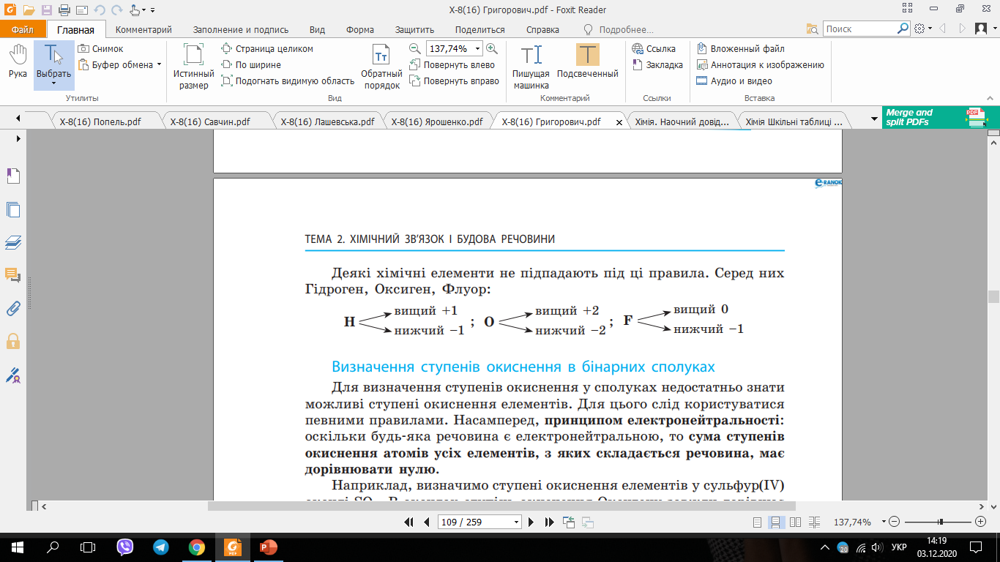 X-8(16) Григорович.pdf - Foxit Reader
Файл Главная Комментарий Заполнение и подпись Вид Форма Защитить Поделиться Справка Подробнее... Поиск
Рука
Выбрать
Снимок
Буфер обмена
Утилиты
Истинный размер
Страница целиком
По ширине
Подогнать видимую область
Обратный порядок
137,74%
Повернуть влево
Повернуть вправо
Вид
Пишущая машинка
Подсвеченный
Комментарий
Ссылка
Закладка
Ссылки
Вложенный файл
Аннотация к изображению
Аудио и видео
Вставка
X-8(16) Попель.pdf X-8(16) Савчин.pdf X-8(16) Лашевська.pdf X-8(16) Ярошенко.pdf X-8(16) Григорович.pdf Хімія. Наочний довід... Хімія Шкільні таблиці ...
Merge and
split PDFs
PDF
e-RANOK
ТЕМА 2. ХІМІЧНИЙ ЗВ’ЯЗОК І БУДОВА РЕЧОВИНИ
Деякі хімічні елементи не підпадають під ці правила. Серед них
Гідроген, Оксиген, Флуор:
H вищий +1 нижчий −1 ; O вищий +2 нижчий −2 ; F вищий 0 нижчий −1
Визначення ступенів окиснення в бінарних сполуках
Для визначення ступенів окиснення у сполуках недостатньо знати
можливі ступені окиснення елементів. Для цього слід користуватися
певними правилами. Насамперед, принципом електронейтральності:
оскільки будь-яка речовина є електронейтральною, то сума ступенів
окиснення атомів усіх елементів, з яких складається речовина, має
дорівнювати нулю.
Наприклад, визначимо ступені окиснення елементів у сульфур(IV)
109 / 259
137,74%
20
УКР
14:19
03.12.2020